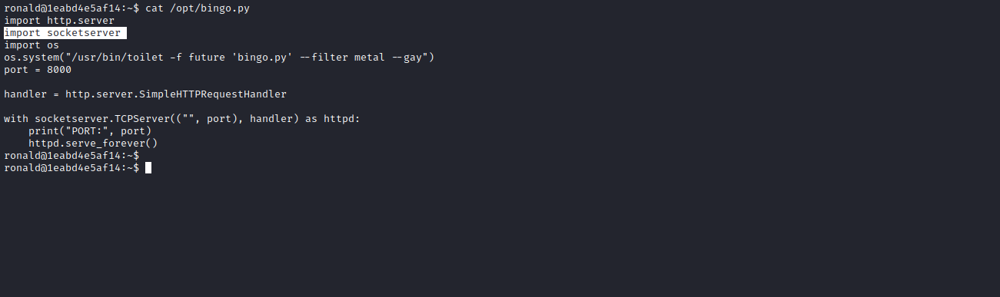 ronald@1eabd4e5af14:~$ cat /opt/bingo.py
import http.server
import socketserver
import os
os.system("/usr/bin/toilet -f future 'bingo.py' --filter metal --gay")
port = 8000
handler = http.server.SimpleHTTPRequestHandler
with socketserver.TCPServer(("", port), handler) as httpd:
    print("PORT:", port)
    httpd.serve_forever()
ronald@1eabd4e5af14:~$
ronald@1eabd4e5af14:~$